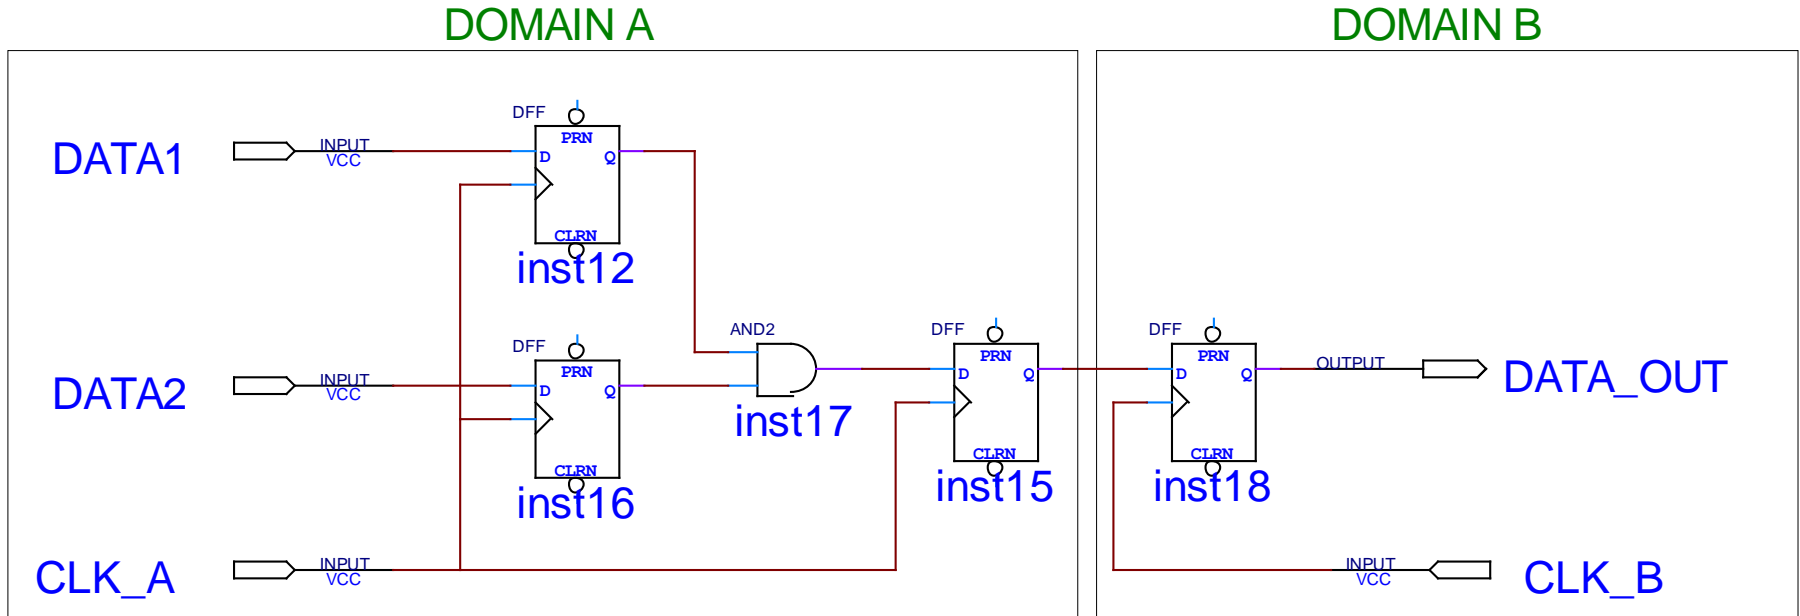 DOMAIN A
DOMAIN B
DFF
PRN
DATA1
INPUT
VCC
D
Q
CLRN
inst12
DFF
PRN
DATA2
INPUT
VCC
D
Q
CLRN
inst16
AND2
inst17
DFF
PRN
D
Q
CLRN
inst15
DFF
PRN
D
Q
CLRN
inst18
OUTPUT
DATA_OUT
CLK_A
INPUT
VCC
INPUT
VCC
CLK_B